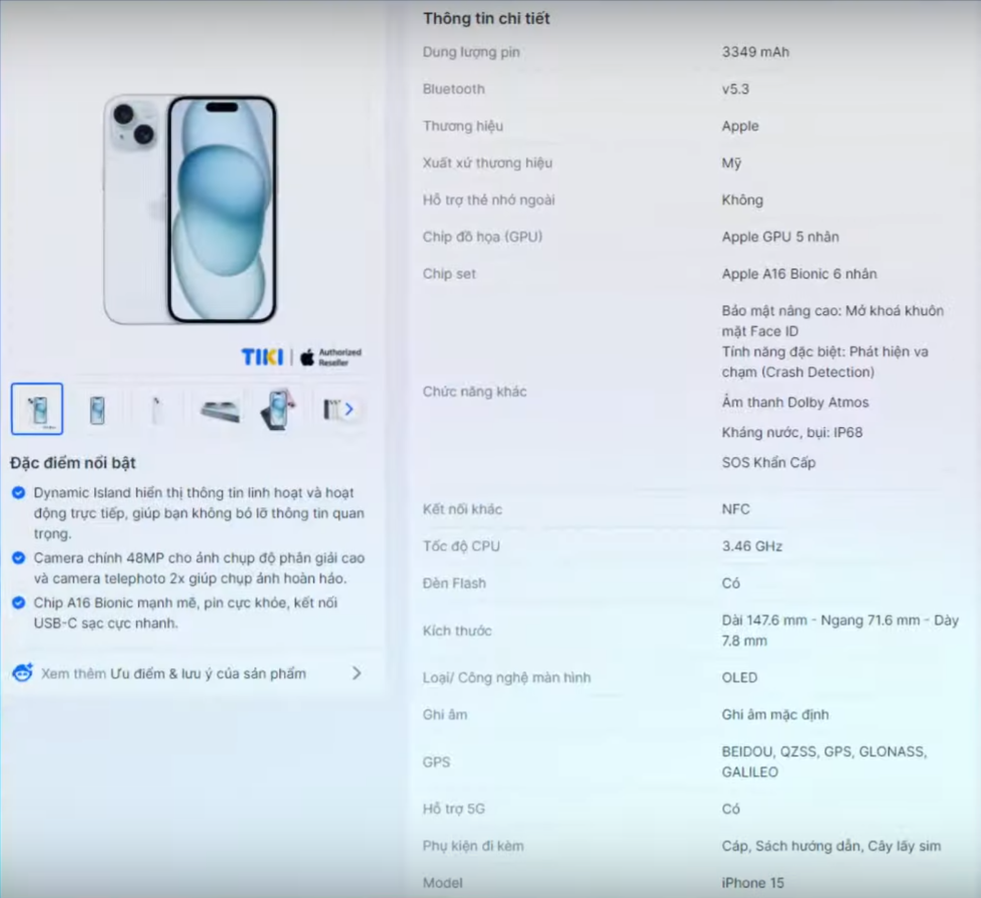 TIKI
Authorized
Reseller
Đặc điểm nổi bật
Dynamic Island hiển thị thông tin linh hoạt và hoạt
động trực tiếp, giúp bạn không bỏ lỡ thông tin quan
trọng.
Camera chính 48MP cho ảnh chụp độ phân giải cao
và camera telephoto 2x giúp chụp ảnh hoàn hảo.
Chip A16 Bionic mạnh mẽ, pin cực khỏe, kết nối
USB-C sạc cực nhanh.
Xem thêm Ưu điểm & lưu ý của sản phẩm
Thông tin chi tiết
Dung lượng pin 3349 mAh
Bluetooth v5.3
Thương hiệu Apple
Xuất xứ thương hiệu Mỹ
Hỗ trợ thẻ nhớ ngoài Không
Chip đồ họa (GPU) Apple GPU 5 nhân
Chip set Apple A16 Bionic 6 nhân
Chức năng khác
Bảo mật nâng cao: Mở khoá khuôn
mặt Face ID
Tính năng đặc biệt: Phát hiện va
chạm (Crash Detection)
Âm thanh Dolby Atmos
Kháng nước, bụi: IP68
SOS Khẩn Cấp
Kết nối khác NFC
Tốc độ CPU 3.46 GHz
Đèn Flash Có
Kích thước
Dài 147.6 mm - Ngang 71.6 mm - Dày
7.8 mm
Loại/ Công nghệ màn hình OLED
Ghi âm Ghi âm mặc định
GPS
BEIDOU, QZSS, GPS, GLONASS,
GALILEO
Hỗ trợ 5G Có
Phụ kiện đi kèm Cáp, Sách hướng dẫn, Cây lấy sim
Model iPhone 15